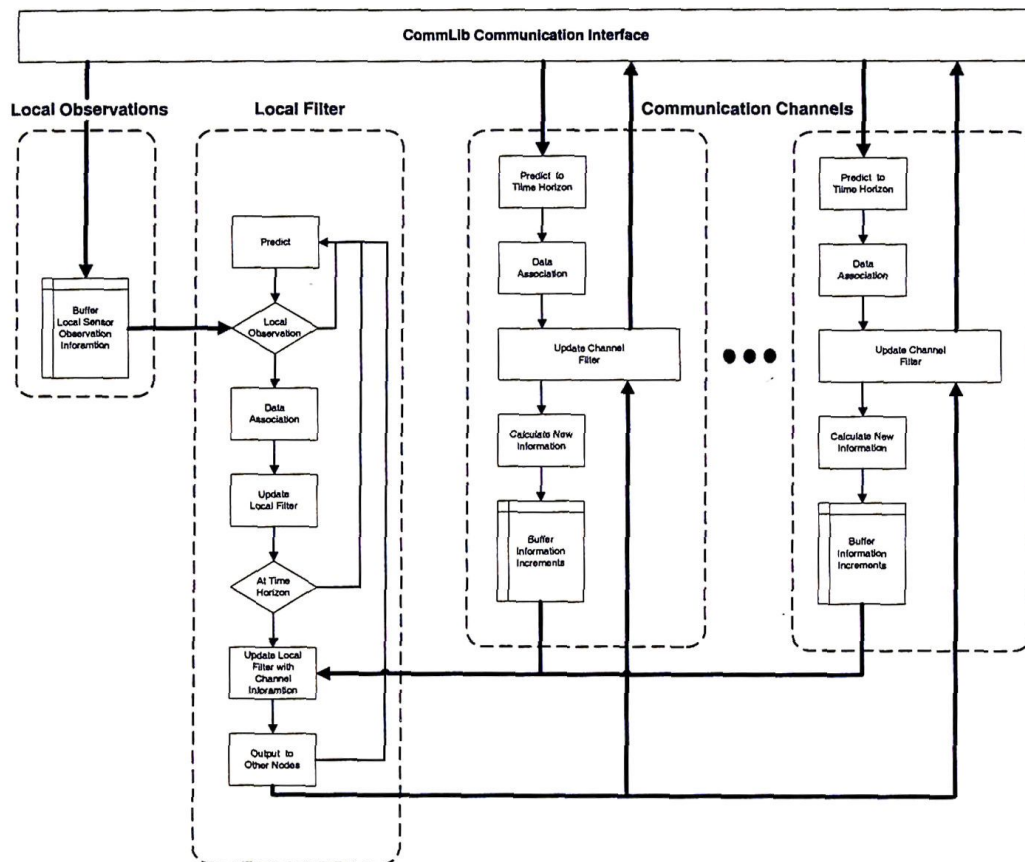 CommLib Communication Interface
Local Observations
Local Filter
Communication Channels
Buffer
Local Sensor
Observation
Inforamtion
Predict
Local
Observation
Data
Association
Update
Local Filter
At Time
Horizon
Update Local
Filter with
Channel
Inforamtion
Output to
Other Nodes
Predict to
Tiime Horizon
Data
Association
Update Channel
Filter
Calculate New
Information
Buffer
Information
Increments
Predict to
Tiime Horizon
Data
Association
Update Channel
Filter
Calculate New
Information
Buffer
Information
Increments